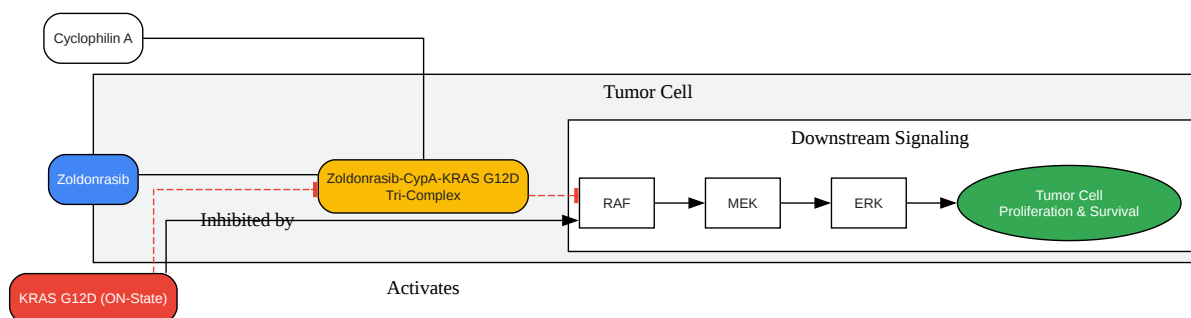 Cyclophilin A
Tumor Cell
Downstream Signaling
Zoldonrasib
Zoldonrasib-CypA-KRAS G12D
Tri-Complex
RAF
MEK
ERK
Tumor Cell
Proliferation & Survival
Inhibited by
Activates
KRAS G12D (ON-State)